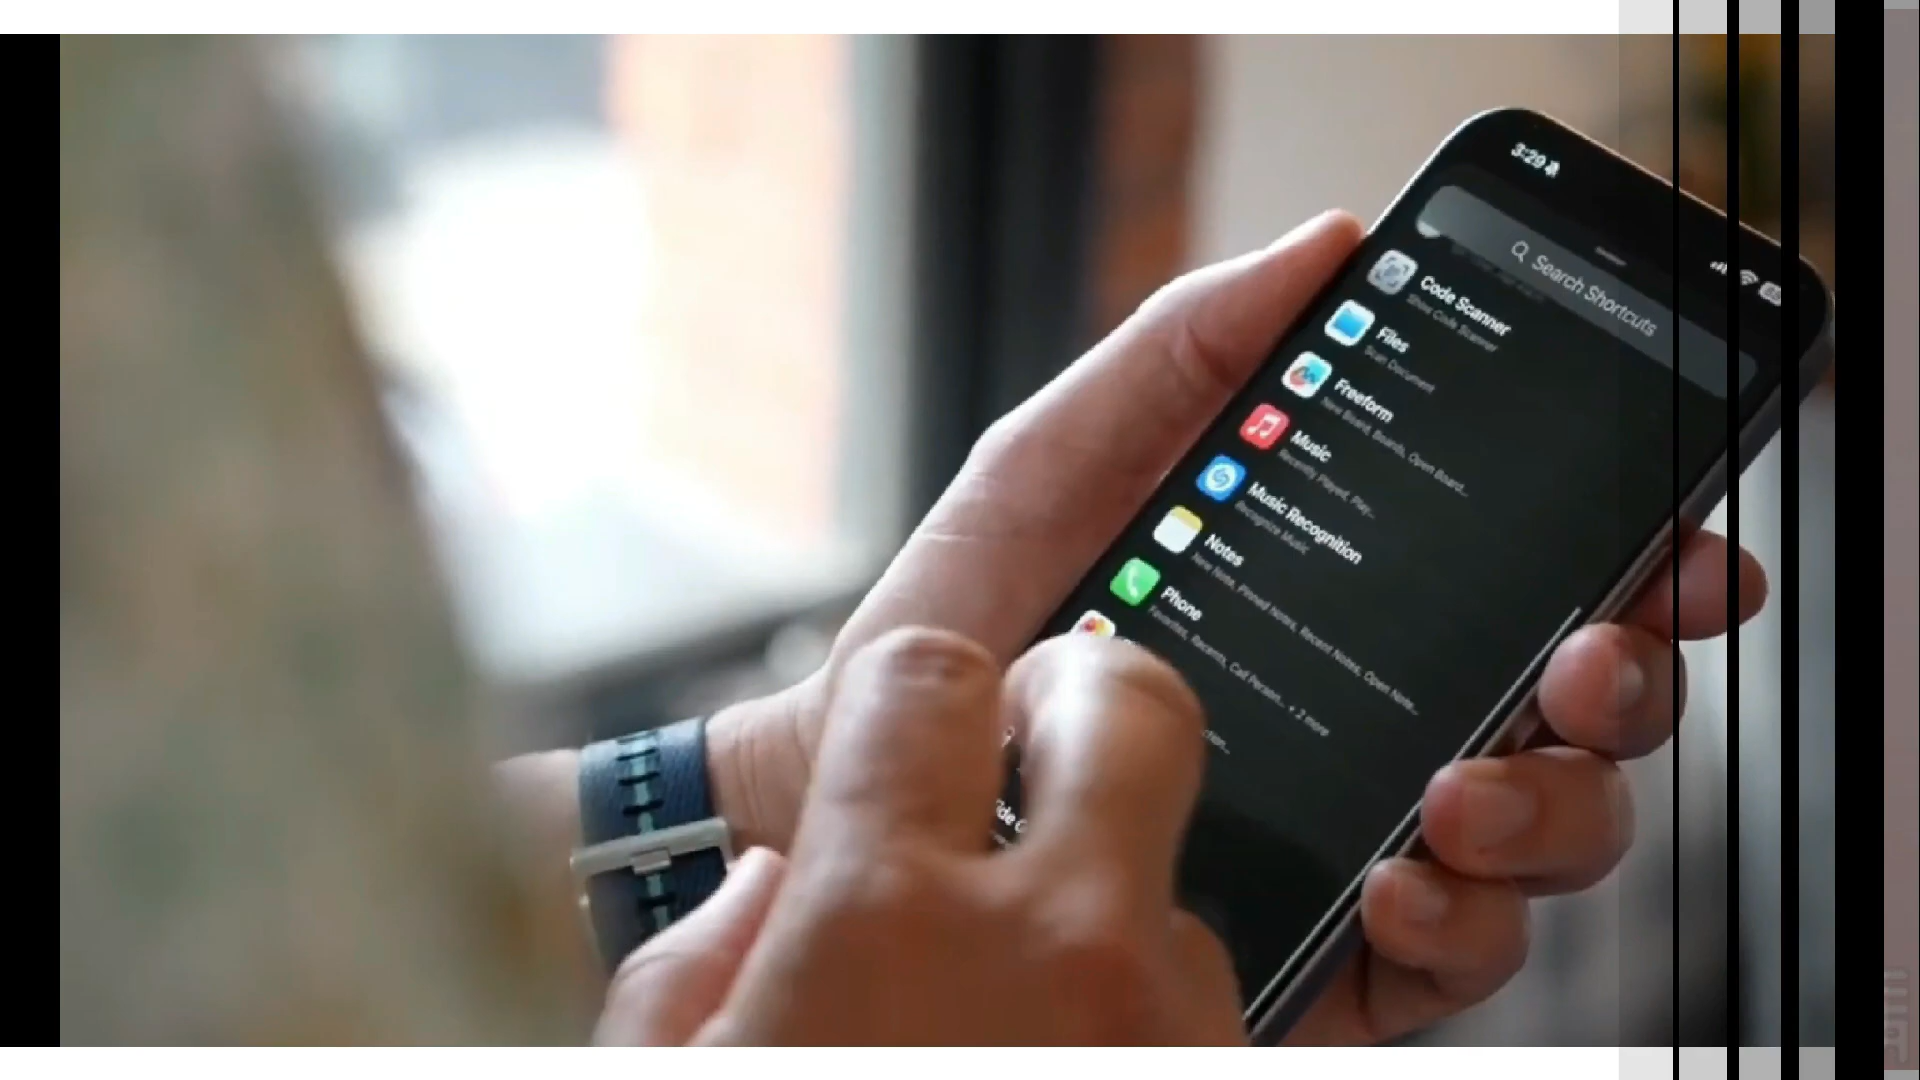 3:29
Search Shortcuts
Code Scanner
Show Code Scanner
Files
Scan Document
Freeform
New Board, Boards, Open Board...
Music
Recently Played, Play...
Music Recognition
Recognize Music
Notes
New Note, Pinned Notes, Recent Notes, Open Note...
Phone
Favorites, Recents, Call Person... + 2 more